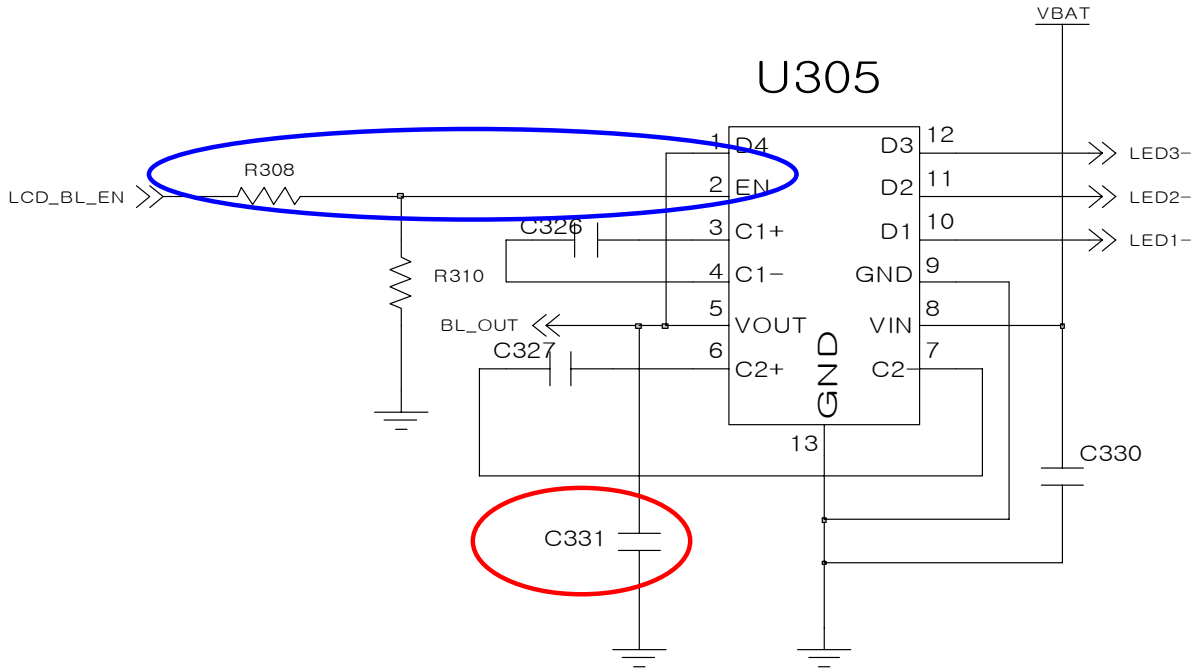 VBAT
U305
1 D4 D3 12
R308
LED3-
LCD_BL_EN
2 EN D2 11
LED2-
C326
3 C1+ D1 10
LED1-
R310
4 C1- GND 9
BL_OUT
5 VOUT VIN 8
C327
6 C2+ C2- 7
GND
13
C330
C331